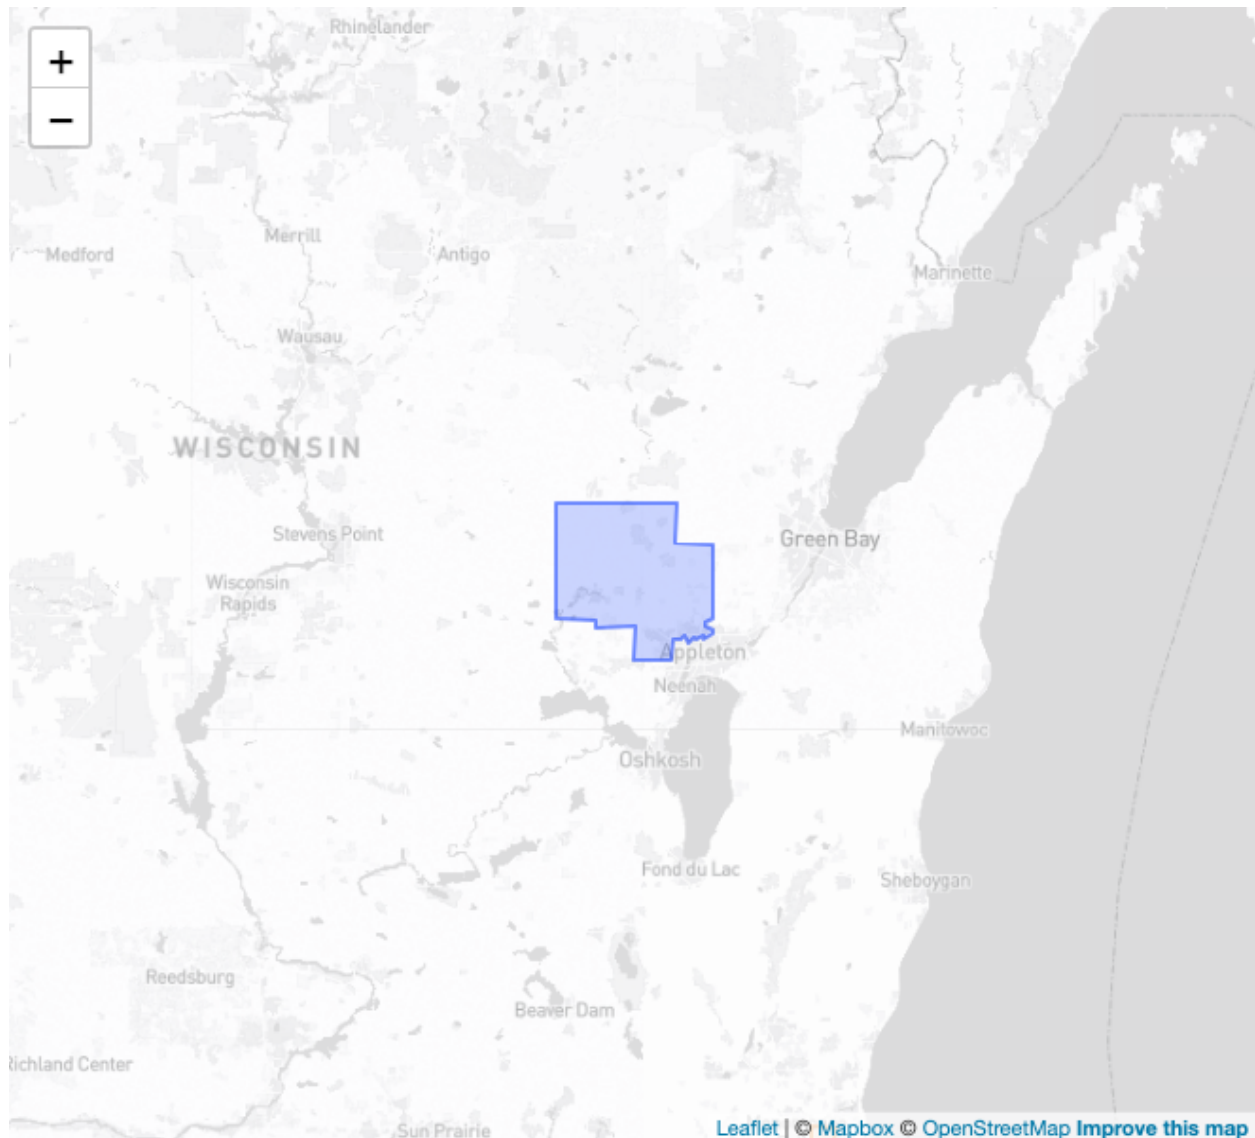 Rhinelander
+
−
Merrill
Medford
Antigo
Marinette
Wausau
WISCONSIN
Stevens Point
Green Bay
Wisconsin
Rapids
Appleton
Neenah
Manitowoc
Oshkosh
Fond du Lac
Sheboygan
Reedsburg
Beaver Dam
Richland Center
Sun Prairie
Leaflet | © Mapbox © OpenStreetMap Improve this map